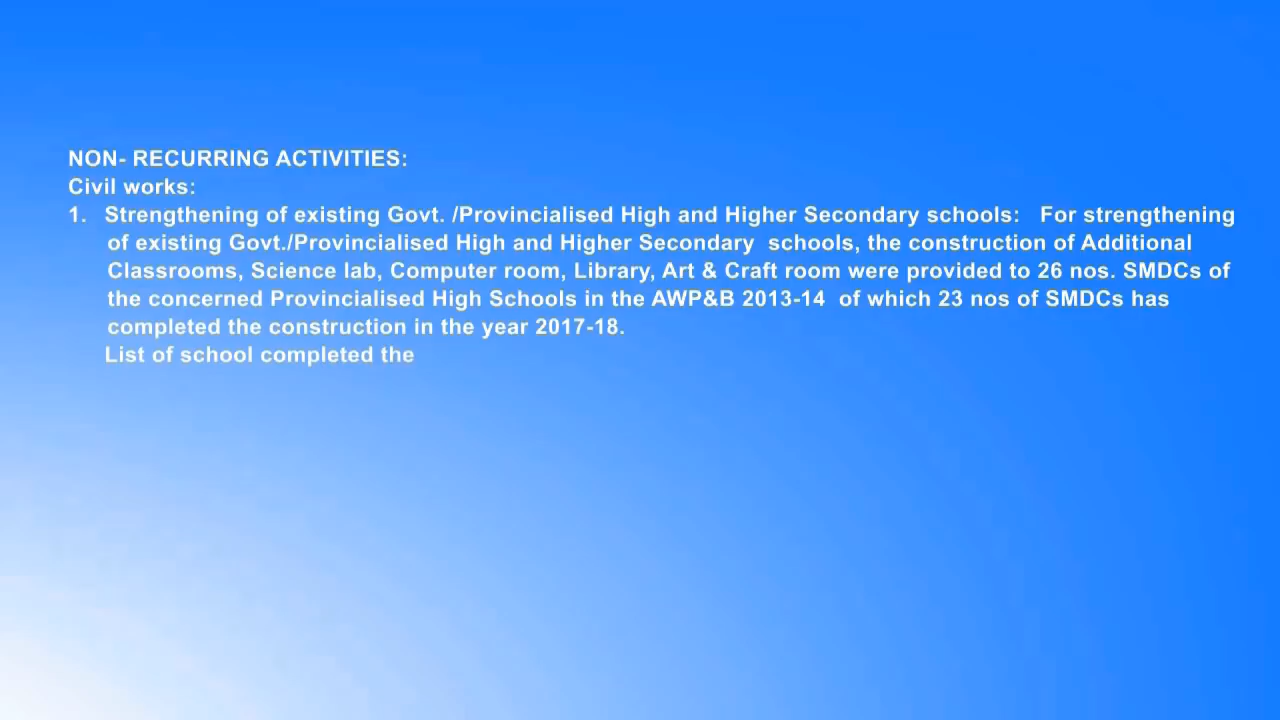 NON- RECURRING ACTIVITIES:
Civil works:
1. Strengthening of existing Govt. /Provincialised High and Higher Secondary schools: For strengthening
of existing Govt./Provincialised High and Higher Secondary schools, the construction of Additional
Classrooms, Science lab, Computer room, Library, Art & Craft room were provided to 26 nos. SMDCs of
the concerned Provincialised High Schools in the AWP&B 2013-14 of which 23 nos of SMDCs has
completed the construction in the year 2017-18.
List of school completed the